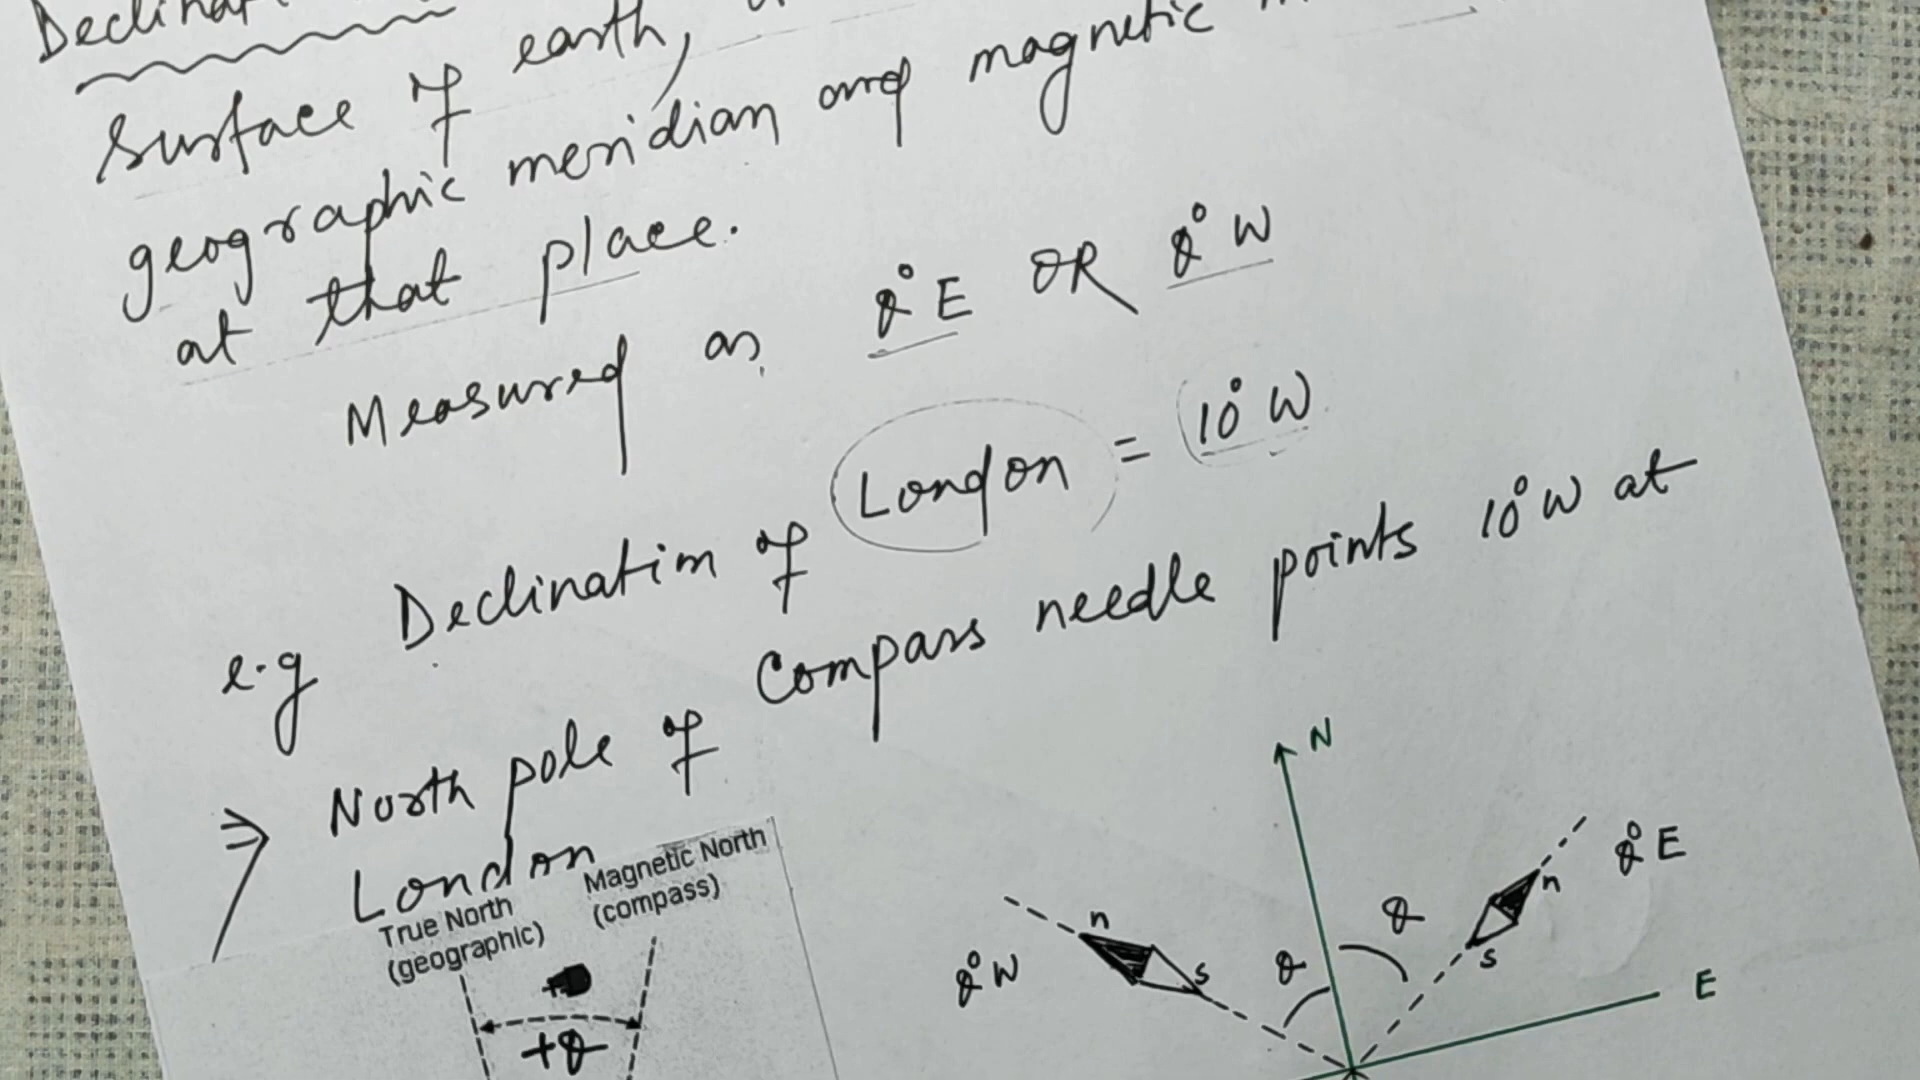 Declinat
surface of earth,
geographic meridian and magnetic
at that place.
Measured as θ° E OR θ° W
e.g Declination of London = 10° W
⇒ North pole of Compass needle points 10° W at
London
True North
(geographic)
Magnetic North
(compass)
+θ
N
n
s
θ° W
θ
θ
n
s
θ° E
E